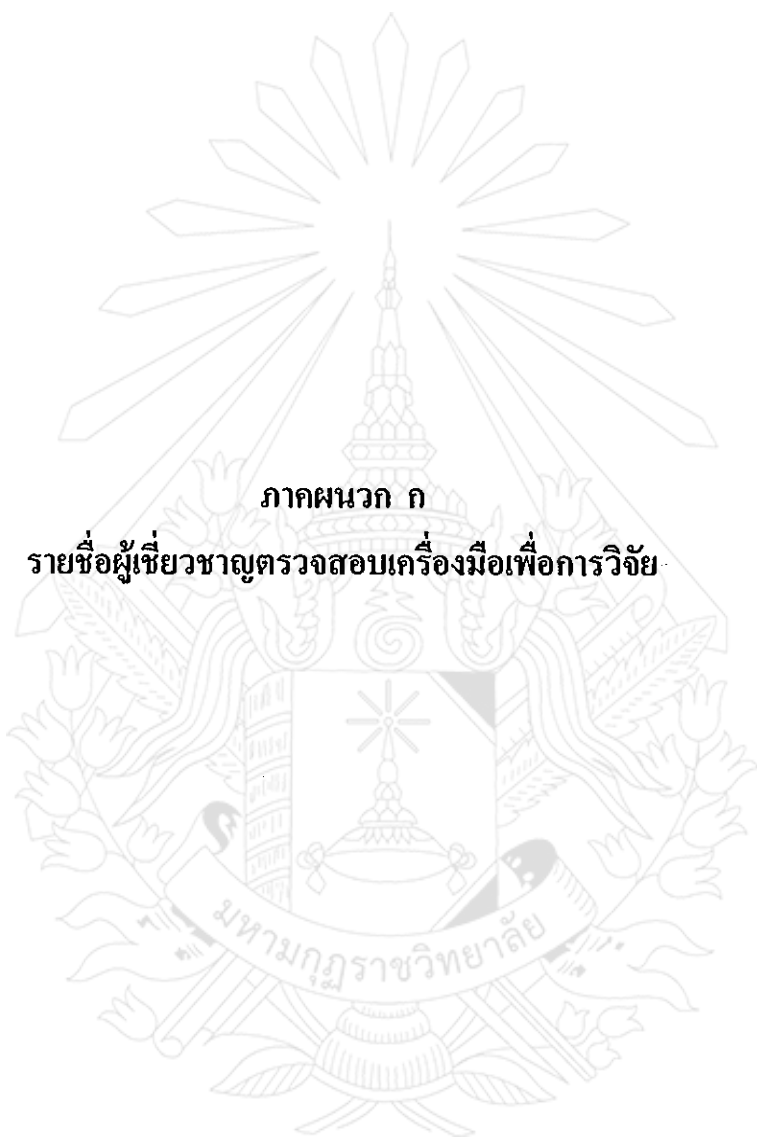 ภาคผนวก ก
รายชื่อผู้เชี่ยวชาญตรวจสอบเครื่องมือเพื่อการวิจัย
มหามกุฏราชวิทยาลัย